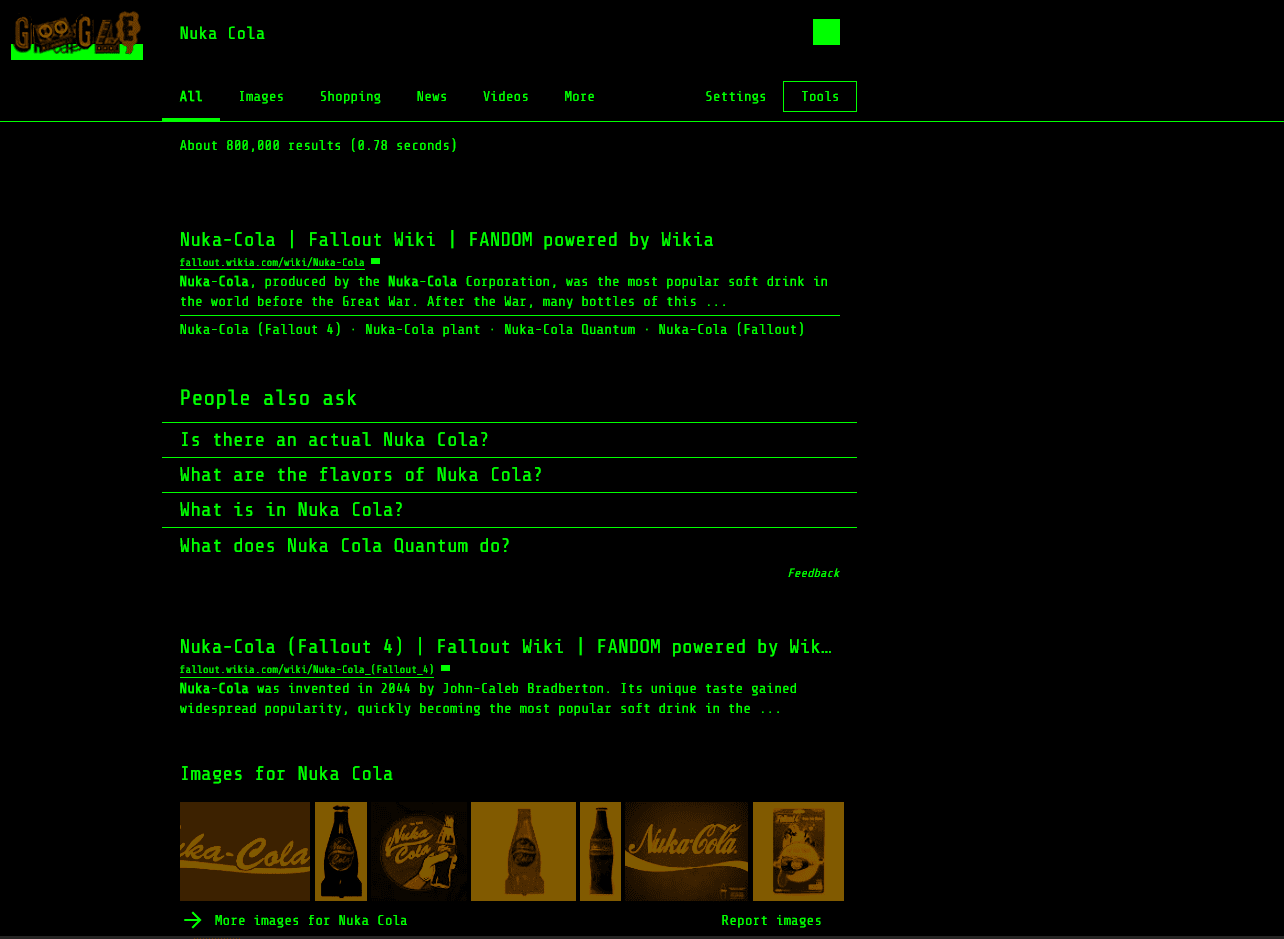 Nuka Cola
All Images Shopping News Videos More Settings Tools
About 800,000 results (0.78 seconds)
Nuka-Cola | Fallout Wiki | FANDOM powered by Wikia
fallout.wikia.com/wiki/Nuka-Cola
Nuka-Cola, produced by the Nuka-Cola Corporation, was the most popular soft drink in
the world before the Great War. After the War, many bottles of this ...
Nuka-Cola (Fallout 4) · Nuka-Cola plant · Nuka-Cola Quantum · Nuka-Cola (Fallout)
People also ask
Is there an actual Nuka Cola?
What are the flavors of Nuka Cola?
What is in Nuka Cola?
What does Nuka Cola Quantum do?
Feedback
Nuka-Cola (Fallout 4) | Fallout Wiki | FANDOM powered by Wik...
fallout.wikia.com/wiki/Nuka-Cola_(Fallout_4)
Nuka-Cola was invented in 2044 by John-Caleb Bradberton. Its unique taste gained
widespread popularity, quickly becoming the most popular soft drink in the ...
Images for Nuka Cola
uka-Cola
Nuka
Cola
Nuka-Cola
More images for Nuka Cola Report images